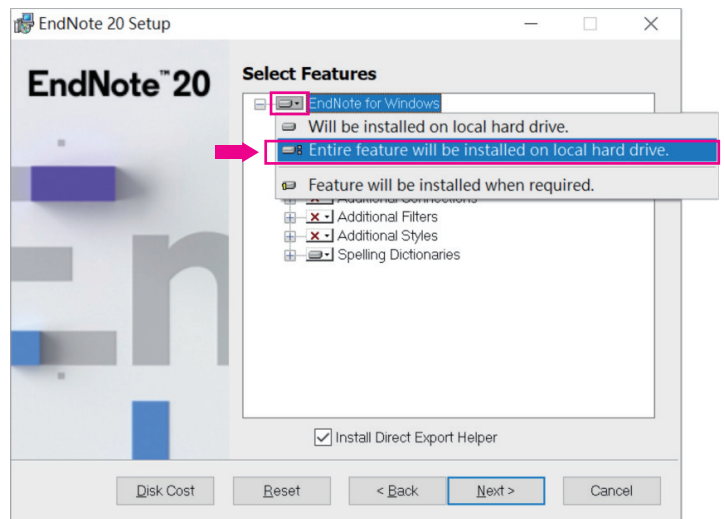 EndNote 20 Setup
EndNote™20
Select Features
EndNote for Windows
Will be installed on local hard drive.
Entire feature will be installed on local hard drive.
Feature will be installed when required.
Additional Connections
Additional Filters
Additional Styles
Spelling Dictionaries
Install Direct Export Helper
Disk Cost
Reset
< Back
Next >
Cancel